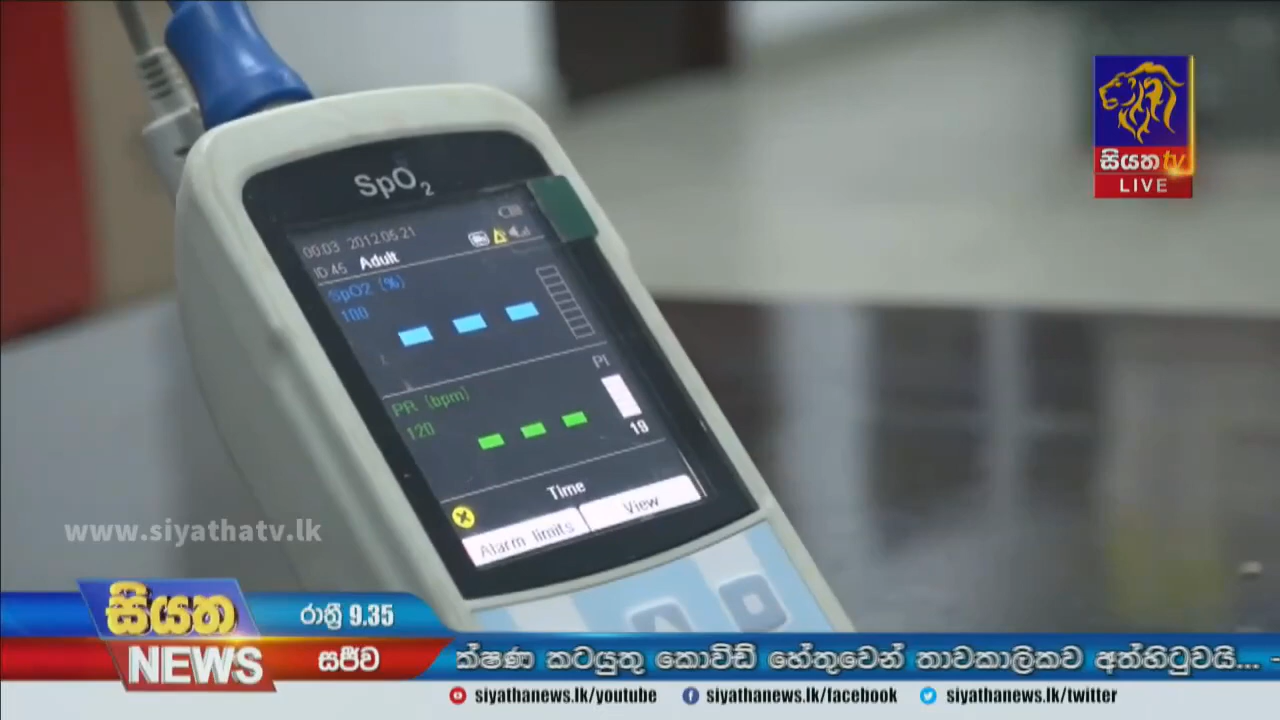 සියත tv
LIVE
SpO2
00:03 2012.05.21
ID:45 Adult
SpO2 (%)
100
PI
PR (bpm)
120
19
Time
Alarm limits View
www.siyathatv.lk
සියත රාත්‍රී 9.35
NEWS සජීව ක්ෂණ කටයුතු කොවිඩ් හේතුවෙන් තාවකාලිකව අත්හිටුවයි... -
siyathanews.lk/youtube siyathanews.lk/facebook siyathanews.lk/twitter